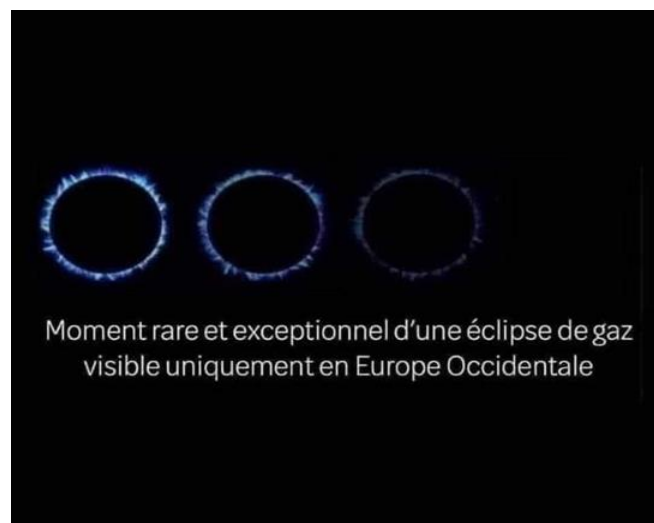 Moment rare et exceptionnel d'une éclipse de gaz
visible uniquement en Europe Occidentale